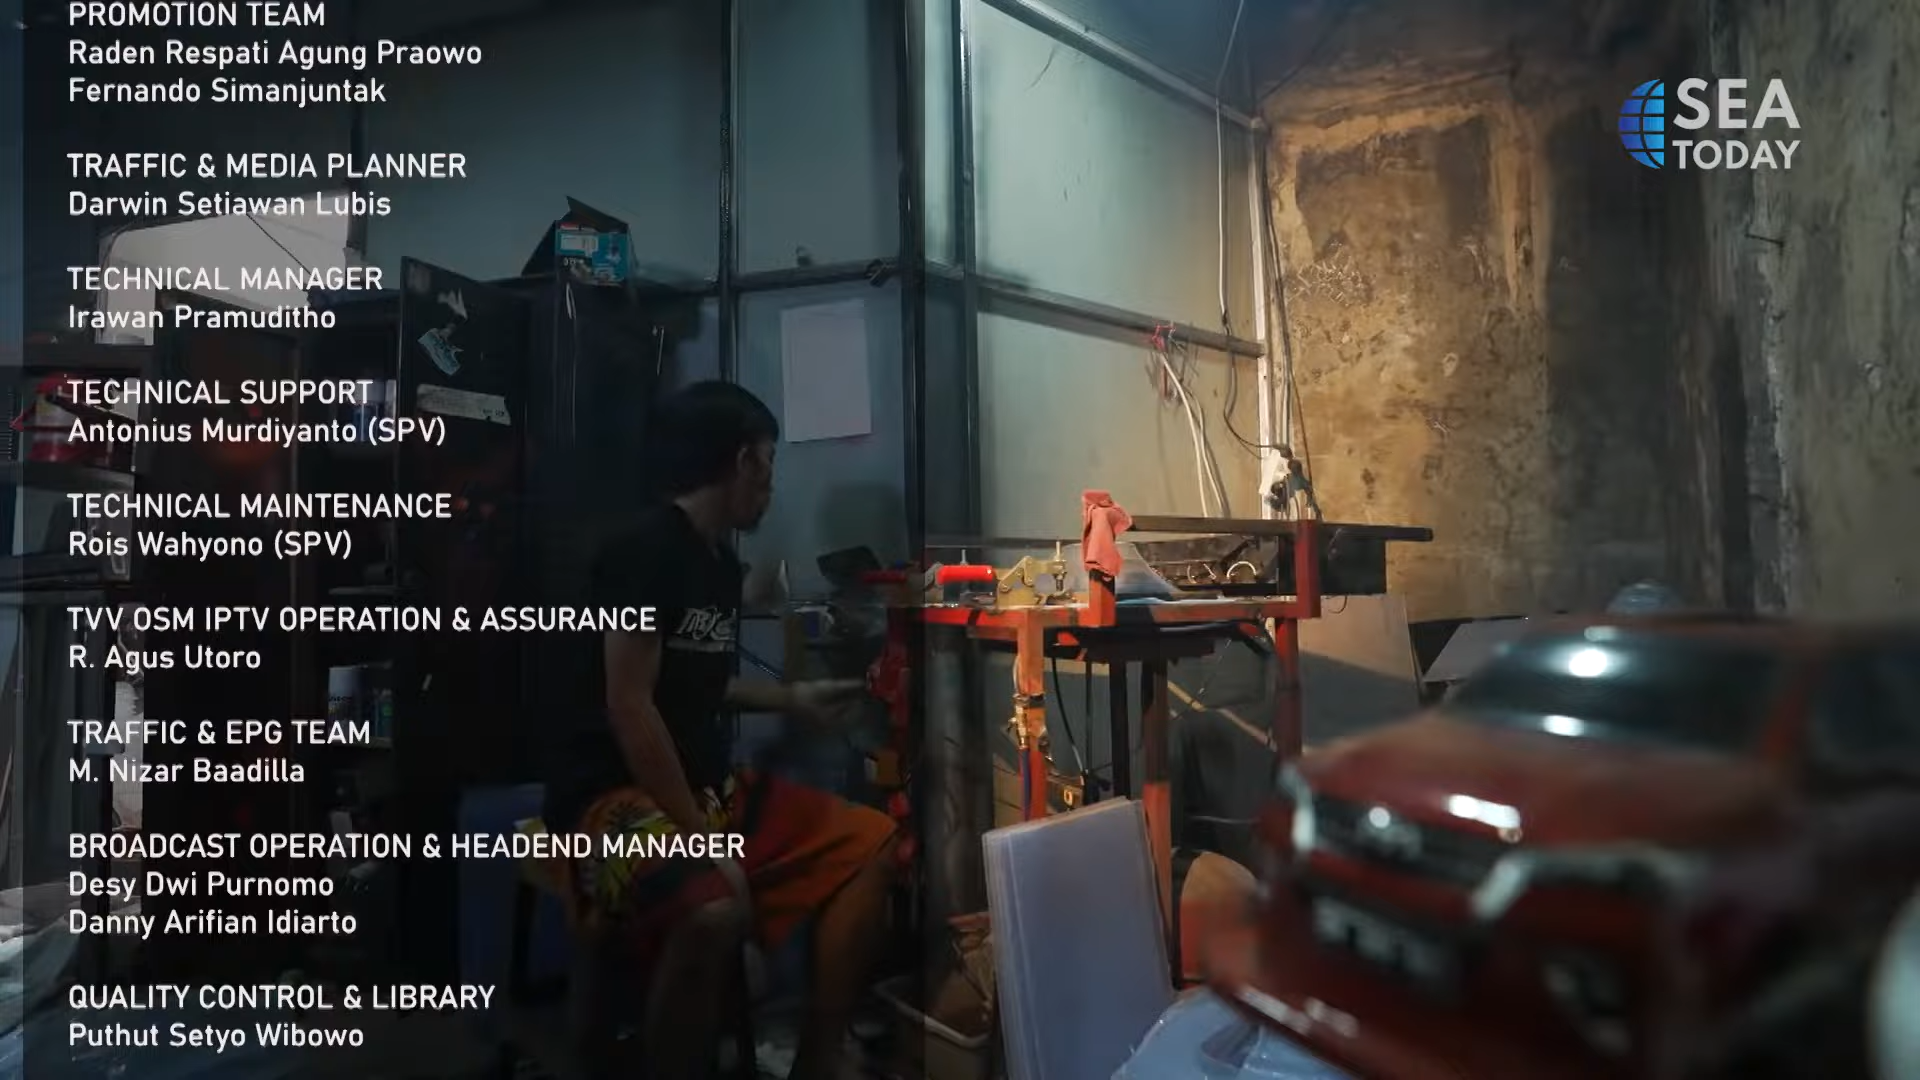 PROMOTION TEAM
Raden Respati Agung Praowo
Fernando Simanjuntak
TRAFFIC & MEDIA PLANNER
Darwin Setiawan Lubis
TECHNICAL MANAGER
Irawan Pramuditho
TECHNICAL SUPPORT
Antonius Murdiyanto (SPV)
TECHNICAL MAINTENANCE
Rois Wahyono (SPV)
TVV OSM IPTV OPERATION & ASSURANCE
R. Agus Utoro
TRAFFIC & EPG TEAM
M. Nizar Baadilla
BROADCAST OPERATION & HEADEND MANAGER
Desy Dwi Purnomo
Danny Arifian Idiarto
QUALITY CONTROL & LIBRARY
Puthut Setyo Wibowo
SEA
TODAY